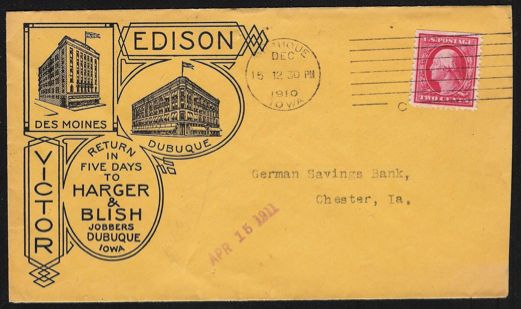 EDISON
DES MOINES
DUBUQUE
VICTOR
RETURN
IN
FIVE DAYS
TO
HARGER
&
BLISH
JOBBERS
DUBUQUE
IOWA
DUBUQUE
DEC
15 12 30 PM
1910
IOWA
U.S. POSTAGE
TWO CENTS
German Savings Bank,
Chester, Ia.
APR 15 1911